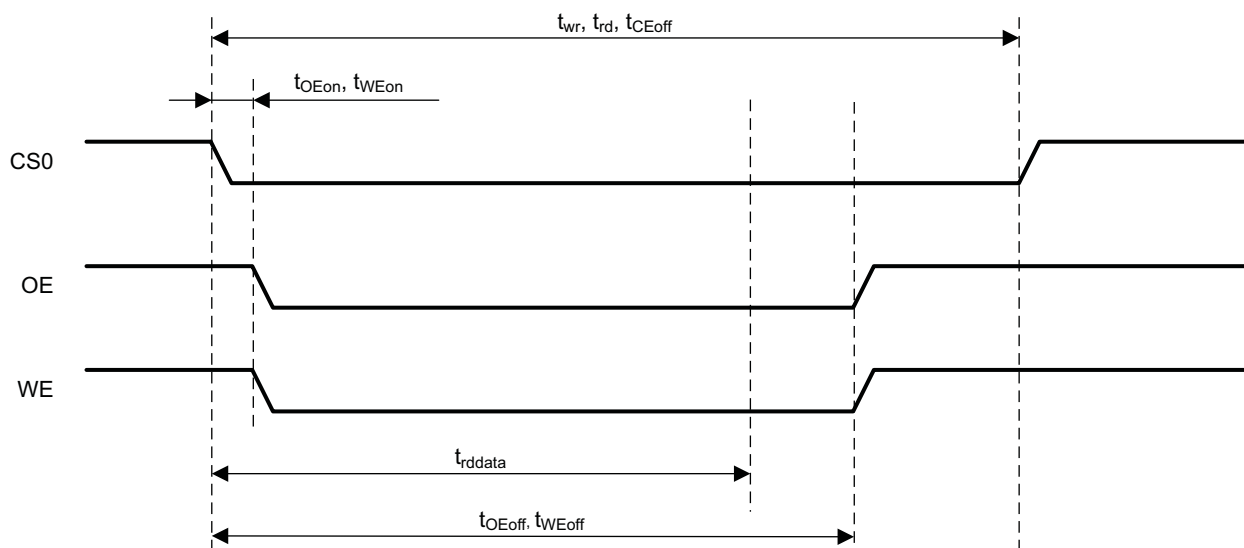 twr, trd, tCEoff
tOEon, tWEon
CS0
OE
WE
trddata
tOEoff, tWEoff